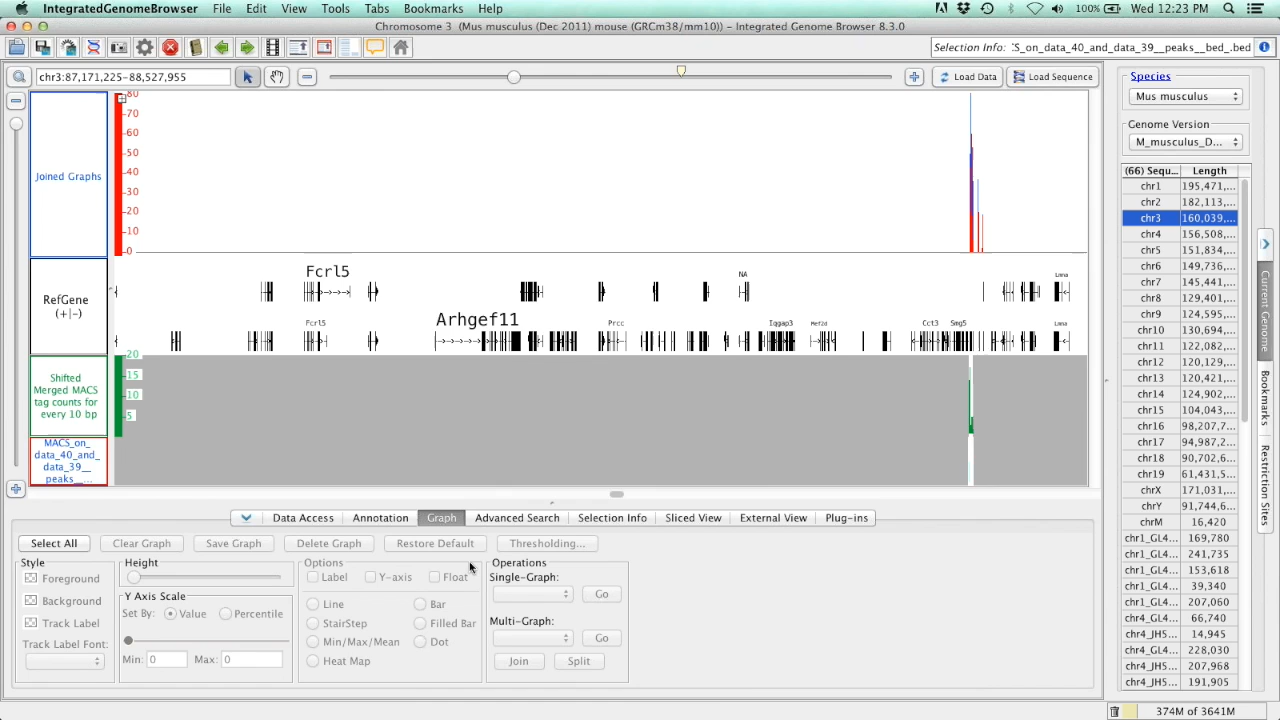 IntegratedGenomeBrowser File Edit View Tools Tabs Bookmarks Help 100% Wed 12:23 PM
Chromosome 3 (Mus musculus (Dec 2011) mouse (GRCm38/mm10)) - Integrated Genome Browser 8.3.0
Selection Info: :S_on_data_40_and_data_39__peaks__bed_.bed
chr3:87,171,225-88,527,955
Load Data
Load Sequence
Joined Graphs
80
70
60
50
40
30
20
10
0
RefGene
(+|-)
Fcrl5
NA
Lmna
Arhgef11
Fcrl5
Prcc
Iqgap3
Mef2d
Cct3
Smg5
Lmna
Shifted
Merged MACS
tag counts for
every 10 bp
20
15
10
5
MACS_on_
data_40_and_
data_39__
peaks__...
Data Access
Annotation
Graph
Advanced Search
Selection Info
Sliced View
External View
Plug-ins
Select All
Clear Graph
Save Graph
Delete Graph
Restore Default
Thresholding...
Style
Foreground
Background
Track Label
Track Label Font:
Height
Y Axis Scale
Set By: Value Percentile
Min: 0 Max: 0
Options
Label Y-axis Float
Line Bar
StairStep Filled Bar
Min/Max/Mean Dot
Heat Map
Operations
Single-Graph:
Go
Multi-Graph:
Go
Join Split
Species
Mus musculus
Genome Version
M_musculus_D...
(66) Sequ... Length
chr1 195,471,...
chr2 182,113,...
chr3 160,039,...
chr4 156,508,...
chr5 151,834,...
chr6 149,736,...
chr7 145,441,...
chr8 129,401,...
chr9 124,595,...
chr10 130,694,...
chr11 122,082,...
chr12 120,129,...
chr13 120,421,...
chr14 124,902,...
chr15 104,043,...
chr16 98,207,7...
chr17 94,987,2...
chr18 90,702,6...
chr19 61,431,5...
chrX 171,031,...
chrY 91,744,6...
chrM 16,420
chr1_GL4... 169,780
chr1_GL4... 241,735
chr1_GL4... 153,618
chr1_GL4... 39,340
chr1_GL4... 207,060
chr1_GL4... 66,740
chr4_JH5... 14,945
chr4_GL4... 228,030
chr4_JH5... 207,968
chr4_JH5... 191,905
Current Genome
Bookmarks
Restriction Sites
374M of 3641M